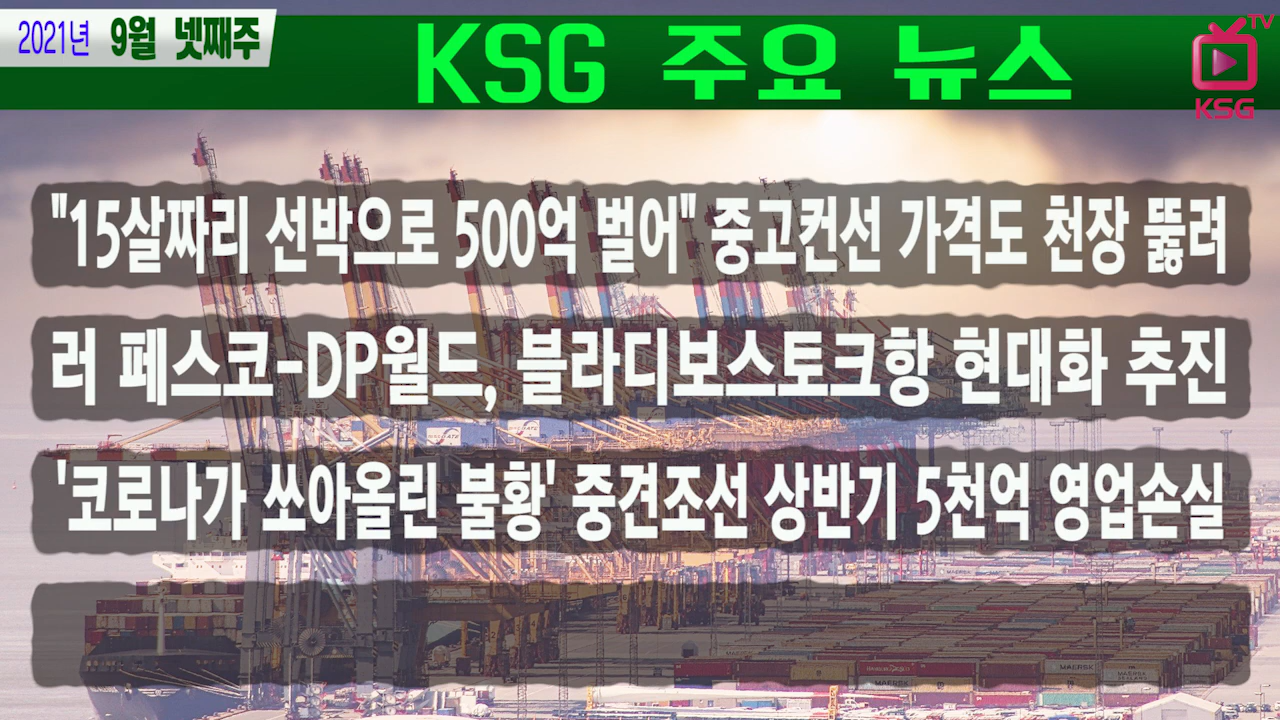 2021년 9월 넷째주
KSG 주요 뉴스
TV
KSG
"15살짜리 선박으로 500억 벌어" 중고컨선 가격도 천장 뚫려
러 페스코-DP월드, 블라디보스토크항 현대화 추진
'코로나가 쏘아올린 불황' 중견조선 상반기 5천억 영업손실
MAERSK
MAERSK
MAERSK